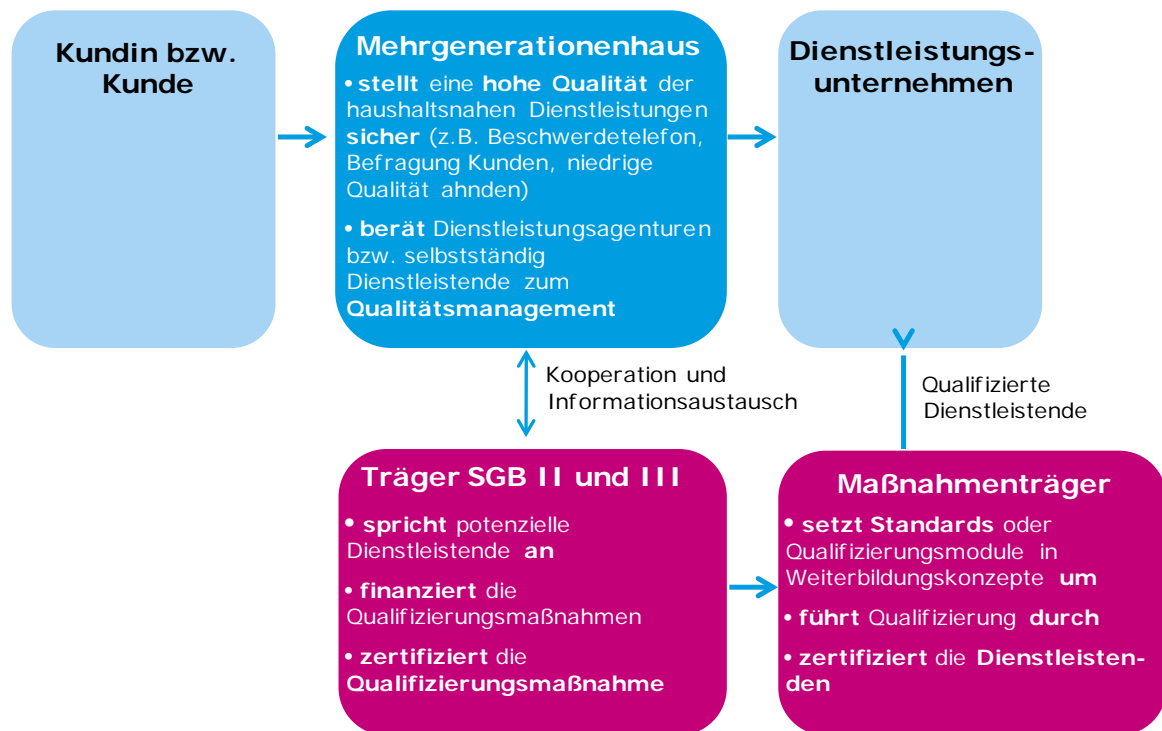 Kundin bzw.
Kunde
Mehrgenerationenhaus
• stellt eine hohe Qualität der
haushaltsnahen Dienstleistungen
sicher (z.B. Beschwerdetelefon,
Befragung Kunden, niedrige
Qualität ahnden)
• berät Dienstleistungsagenturen
bzw. selbstständig
Dienstleistende zum
Qualitätsmanagement
Dienstleistungs-
unternehmen
Kooperation und
Informationsaustausch
Qualifizierte
Dienstleistende
Träger SGB II und III
• spricht potenzielle
Dienstleistende an
• finanziert die
Qualifizierungsmaßnahmen
• zertifiziert die
Qualifizierungsmaßnahme
Maßnahmenträger
• setzt Standards oder
Qualifizierungsmodule in
Weiterbildungskonzepte um
• führt Qualifizierung durch
• zertifiziert die Dienstleisten-
den